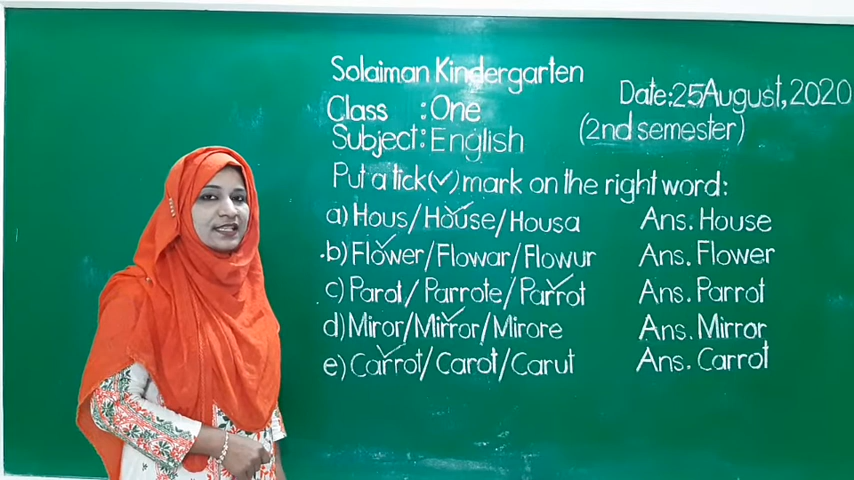 Solaiman Kindergarten
Class : One
Subject: English
Date: 25 August, 2020
(2nd semester)
Put a tick (✓) mark on the right word:
a) Hous/House/Housa Ans. House
b) Flower/Flowar/Flowur Ans. Flower
c) Parot/Parrote/Parrot Ans. Parrot
d) Miror/Mirror/Mirore Ans. Mirror
e) Carrot/Carot/Carut Ans. Carrot